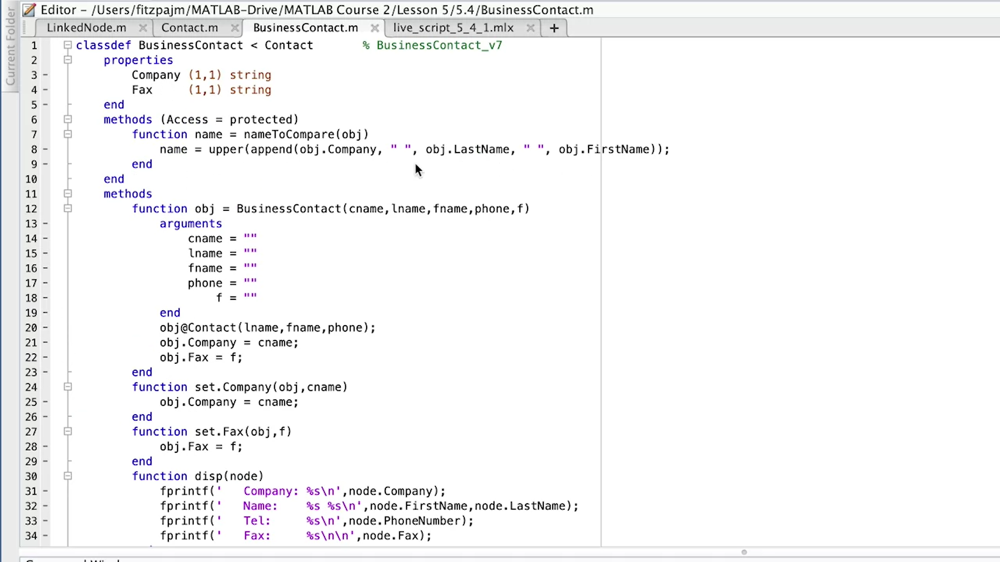 Editor – /Users/fitzpajm/MATLAB-Drive/MATLAB Course 2/Lesson 5/5.4/BusinessContact.m
Current Folder
LinkedNode.m Contact.m BusinessContact.m live_script_5_4_1.mlx +
1 classdef BusinessContact < Contact % BusinessContact_v7
2 properties
3 - Company (1,1) string
4 - Fax (1,1) string
5 - end
6 methods (Access = protected)
7 function name = nameToCompare(obj)
8 - name = upper(append(obj.Company, " ", obj.LastName, " ", obj.FirstName));
9 - end
10 end
11 methods
12 function obj = BusinessContact(cname,lname,fname,phone,f)
13 - arguments
14 - cname = ""
15 - lname = ""
16 - fname = ""
17 - phone = ""
18 - f = ""
19 - end
20 - obj@Contact(lname,fname,phone);
21 - obj.Company = cname;
22 - obj.Fax = f;
23 - end
24 - function set.Company(obj,cname)
25 - obj.Company = cname;
26 - end
27 - function set.Fax(obj,f)
28 - obj.Fax = f;
29 - end
30 - function disp(node)
31 - fprintf('   Company: %s\n',node.Company);
32 - fprintf('   Name:    %s %s\n',node.FirstName,node.LastName);
33 - fprintf('   Tel:     %s\n',node.PhoneNumber);
34 - fprintf('   Fax:     %s\n\n',node.Fax);